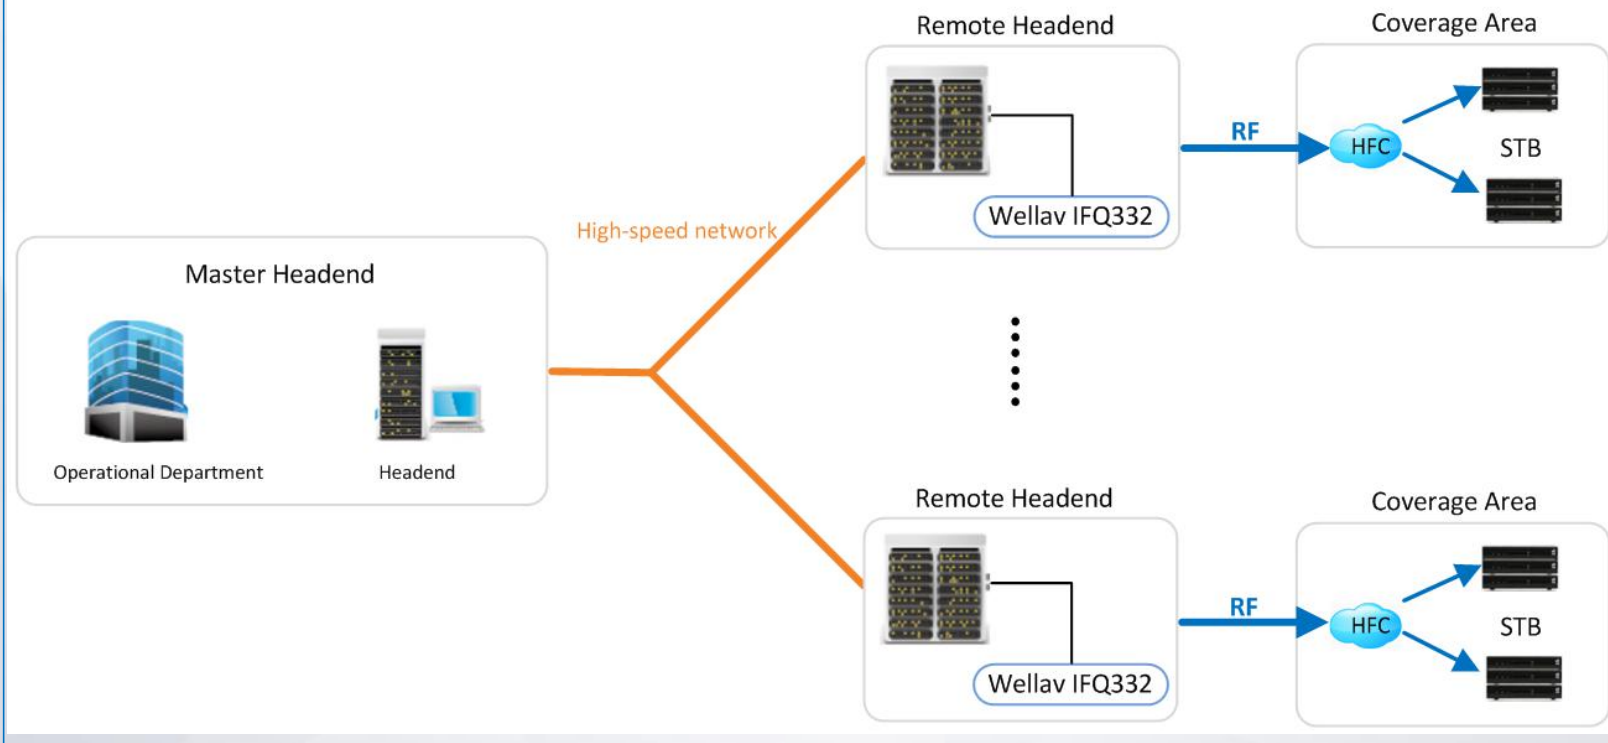 Remote Headend
Coverage Area
RF
HFC
STB
Wellav IFQ332
High-speed network
Master Headend
Operational Department
Headend
Remote Headend
Coverage Area
RF
HFC
STB
Wellav IFQ332